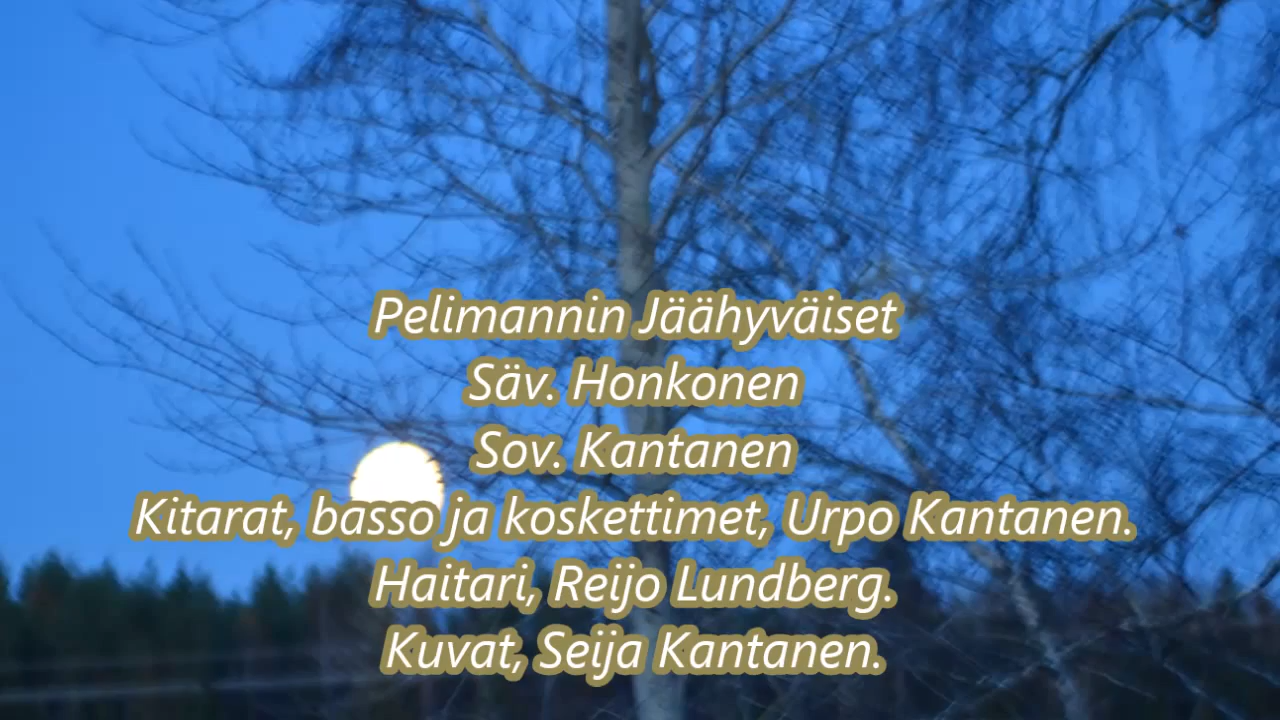 Pelimannin Jäähyväiset
Säv. Honkonen
Sov. Kantanen
Kitarat, basso ja koskettimet, Urpo Kantanen.
Haitari, Reijo Lundberg.
Kuvat, Seija Kantanen.